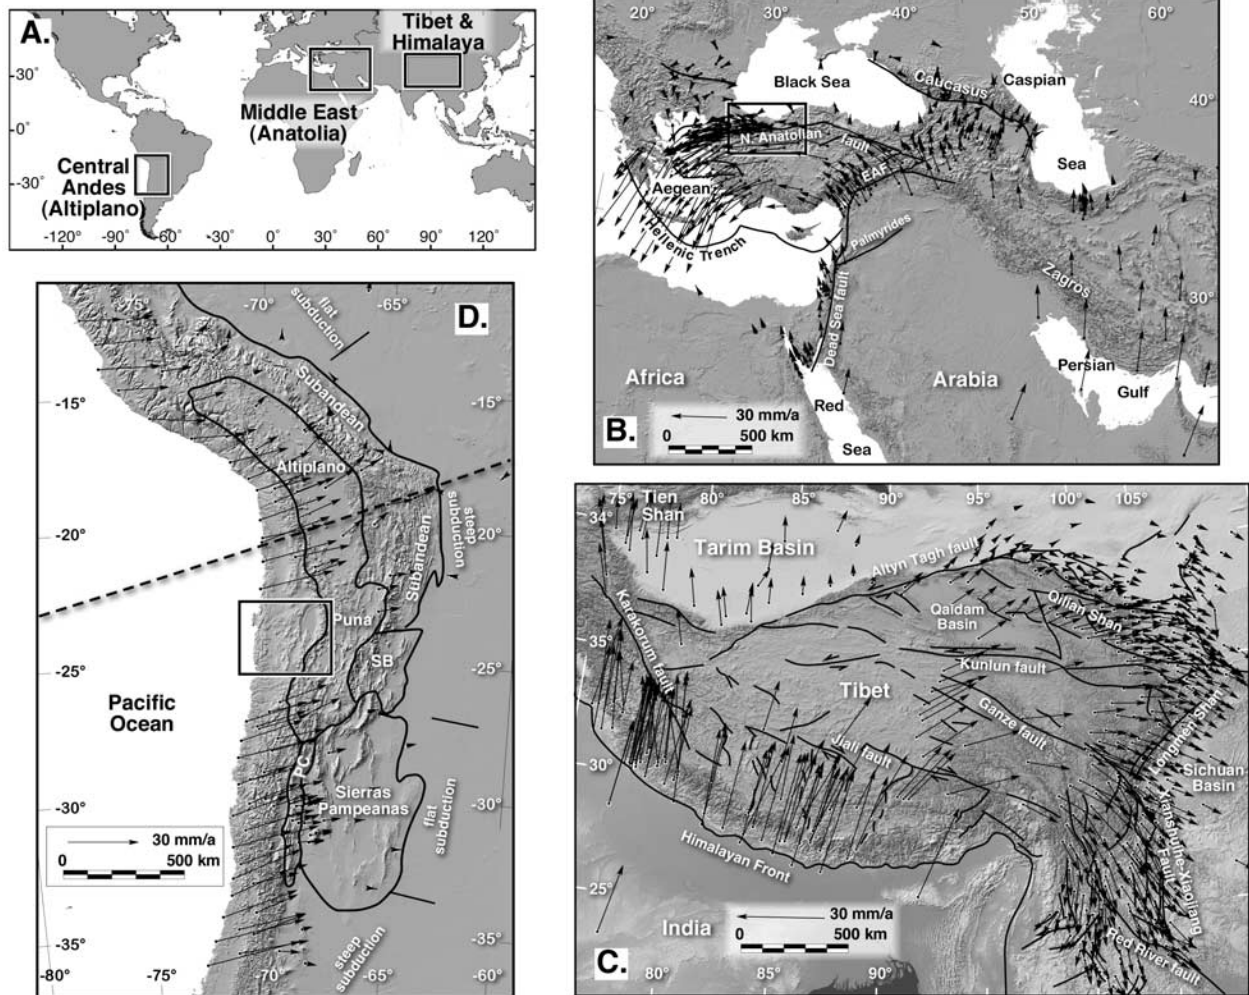 A.
Tibet &
Himalaya
Middle East
(Anatolia)
Central
Andes
(Altiplano)
30°
0°
-30°
-120° -90° -60° -30° 0° 30° 60° 90° 120°
B.
20° 30° 50° 60°
40°
30°
Black Sea
Caucasus
Caspian
Sea
N. Anatolian
fault
EAF
Aegean
Hellenic Trench
Palmyrides
Dead Sea fault
Zagros
Persian
Gulf
Africa
Arabia
Red
Sea
30 mm/a
0 500 km
C.
75° 80° 85° 90° 95° 100° 105°
34°
35°
30°
25°
80° 85° 90°
Tien
Shan
Tarim Basin
Altyn Tagh fault
Karakorum fault
Qaidam
Basin
Qilian Shan
Kunlun fault
Tibet
Ganze fault
Jiali fault
Longmen Shan
Sichuan
Basin
Xianshuihe-Xiaojiang
Fault
Himalayan Front
India
Red River fault
30 mm/a
0 500 km
D.
-75° -70° -65°
flat
subduction
Subandean
-15° -15°
Altiplano
steep
subduction
-20° -20°
Subandean
Puna
SB
-25° -25°
Pacific
Ocean
PC
Sierras
Pampeanas
flat
subduction
-30° -30°
30 mm/a
0 500 km
steep
subduction
-35° -35°
-80° -75° -70° -65° -60°